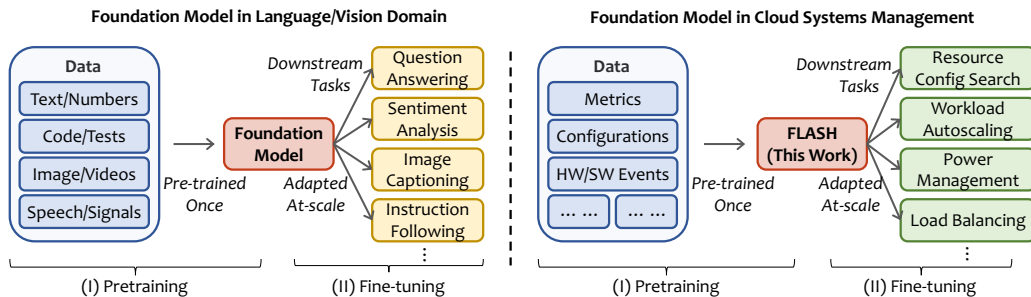 Foundation Model in Language/Vision Domain
Data
Text/Numbers
Code/Tests
Image/Videos
Speech/Signals
Pre-trained
Once
Foundation
Model
Downstream
Tasks
Adapted
At-scale
Question
Answering
Sentiment
Analysis
Image
Captioning
Instruction
Following
...
(I) Pretraining
(II) Fine-tuning
Foundation Model in Cloud Systems Management
Data
Metrics
Configurations
HW/SW Events
... ...
... ...
Pre-trained
Once
FLASH
(This Work)
Downstream
Tasks
Adapted
At-scale
Resource
Config Search
Workload
Autoscaling
Power
Management
Load Balancing
...
(I) Pretraining
(II) Fine-tuning